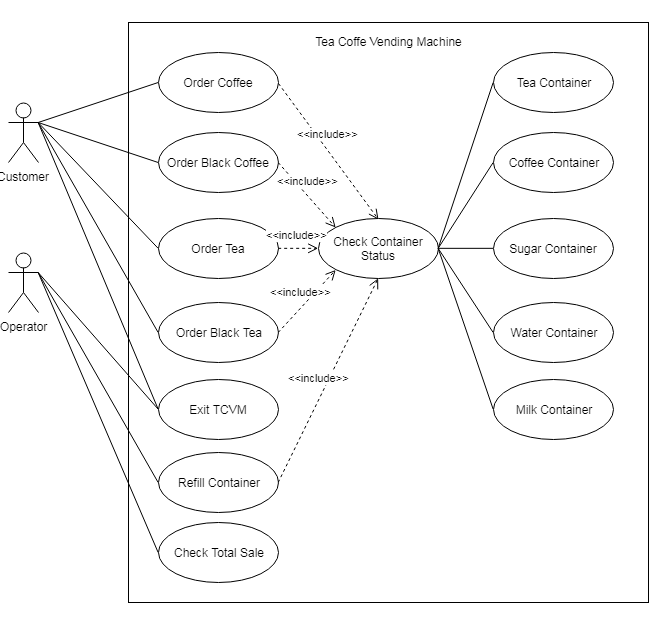 Tea Coffe Vending Machine
Order Coffee
Tea Container
<<include>>
Order Black Coffee
Coffee Container
Customer
<<include>>
<<include>>
Order Tea
Check Container
Status
Sugar Container
<<include>>
Operator
Order Black Tea
Water Container
<<include>>
Exit TCVM
Milk Container
Refill Container
Check Total Sale